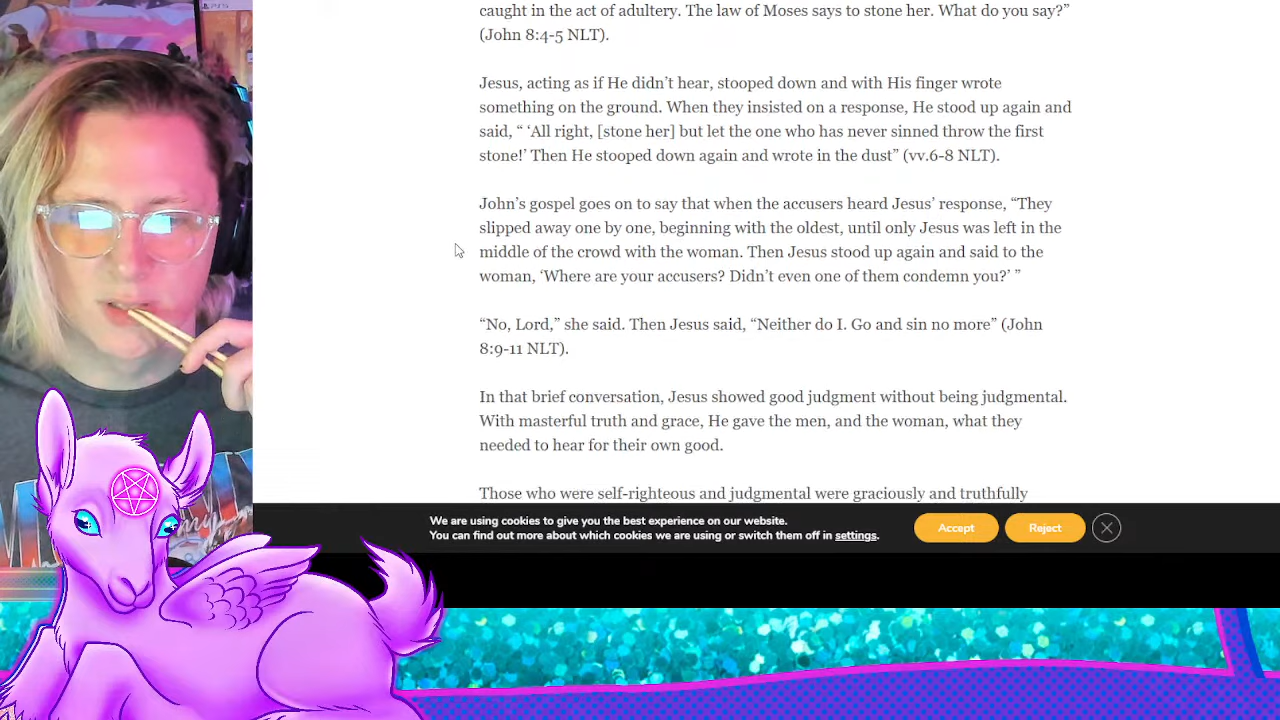 caught in the act of adultery. The law of Moses says to stone her. What do you say?”
(John 8:4-5 NLT).
Jesus, acting as if He didn’t hear, stooped down and with His finger wrote
something on the ground. When they insisted on a response, He stood up again and
said, “ ‘All right, [stone her] but let the one who has never sinned throw the first
stone!’ Then He stooped down again and wrote in the dust” (vv.6-8 NLT).
John’s gospel goes on to say that when the accusers heard Jesus’ response, “They
slipped away one by one, beginning with the oldest, until only Jesus was left in the
middle of the crowd with the woman. Then Jesus stood up again and said to the
woman, ‘Where are your accusers? Didn’t even one of them condemn you?’ ”
“No, Lord,” she said. Then Jesus said, “Neither do I. Go and sin no more” (John
8:9-11 NLT).
In that brief conversation, Jesus showed good judgment without being judgmental.
With masterful truth and grace, He gave the men, and the woman, what they
needed to hear for their own good.
Those who were self-righteous and judgmental were graciously and truthfully
We are using cookies to give you the best experience on our website.
You can find out more about which cookies we are using or switch them off in settings.
Accept
Reject